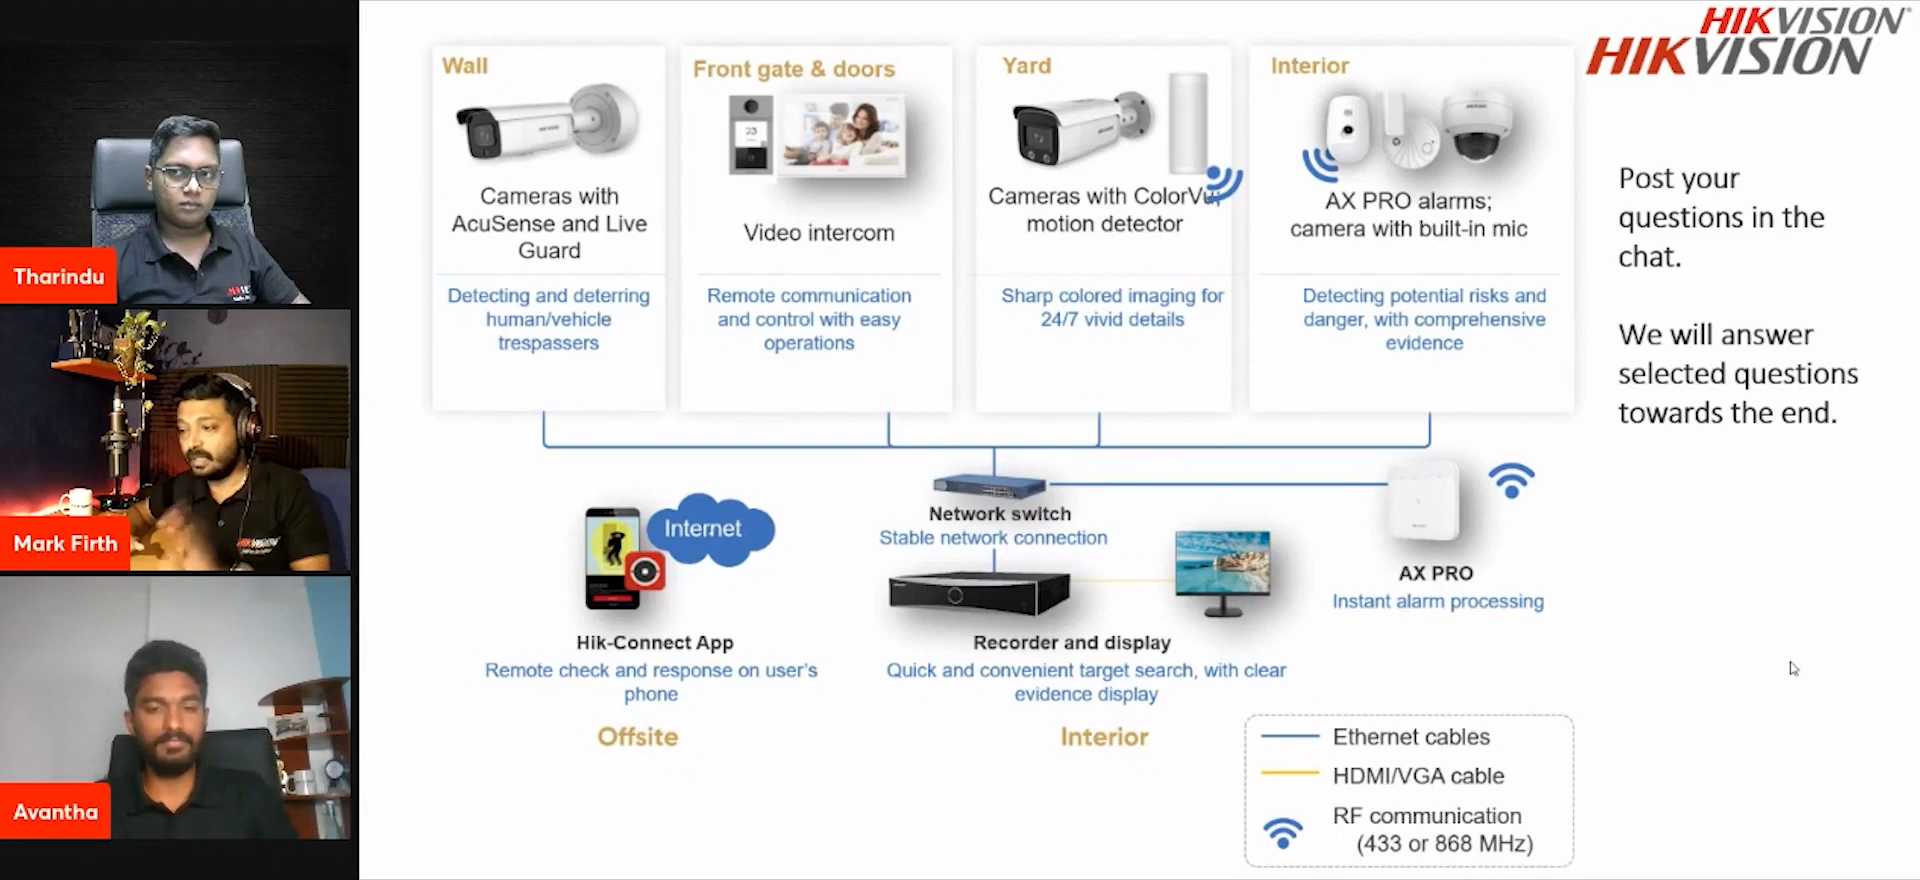 HIKVISION
HIKVISION
Wall
Cameras with
AcuSense and Live
Guard
Detecting and deterring
human/vehicle
trespassers
Front gate & doors
23
Video intercom
Remote communication
and control with easy
operations
Yard
Cameras with ColorVu;
motion detector
Sharp colored imaging for
24/7 vivid details
Interior
AX PRO alarms;
camera with built-in mic
Detecting potential risks and
danger, with comprehensive
evidence
Post your
questions in the
chat.
We will answer
selected questions
towards the end.
Tharindu
Mark Firth
HIKVISION
Avantha
Internet
Hik-Connect App
Remote check and response on user's
phone
Offsite
Network switch
Stable network connection
Recorder and display
Quick and convenient target search, with clear
evidence display
Interior
AX PRO
Instant alarm processing
Ethernet cables
HDMI/VGA cable
RF communication
(433 or 868 MHz)